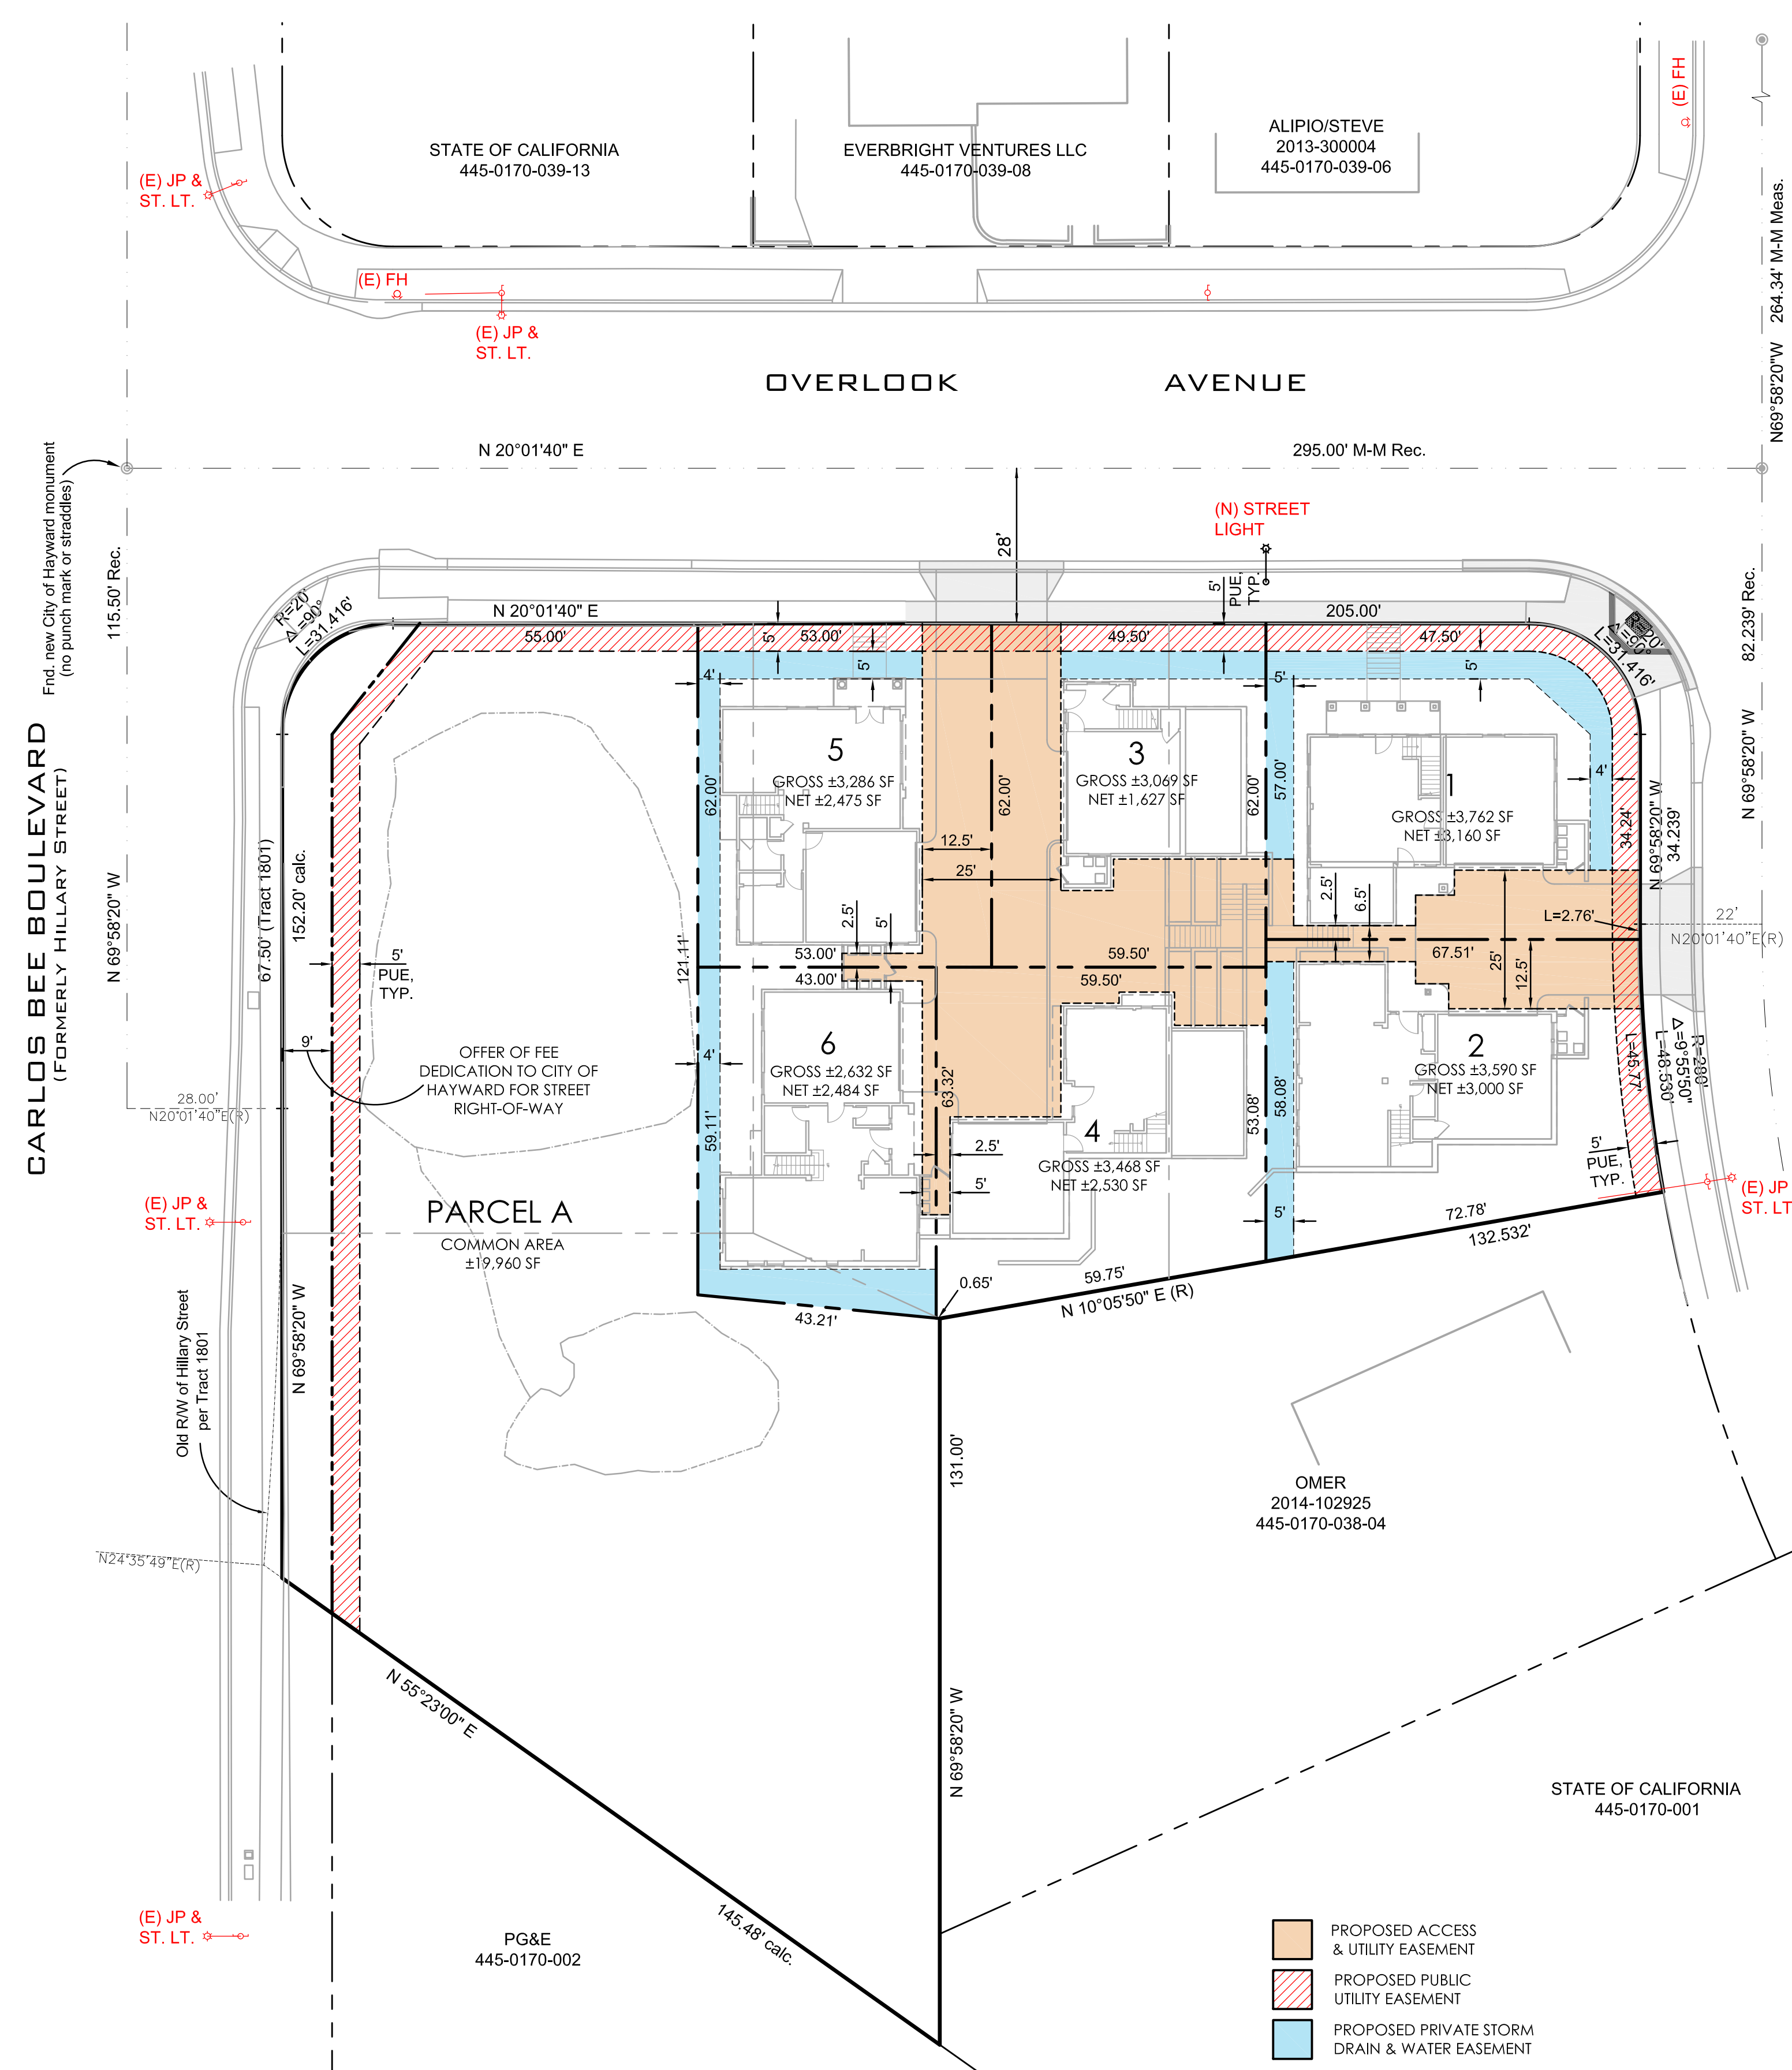 STATE OF CALIFORNIA
445-0170-039-13
EVERBRIGHT VENTURES LLC
445-0170-039-08
ALIPIO/STEVE
2013-300004
445-0170-039-06
(E) FH
(E) JP &
ST. LT.
(E) FH
(E) JP &
ST. LT.
N69°58'20"W 264.34' M-M Meas.
OVERLOOK AVENUE
N 20°01'40" E
295.00' M-M Rec.
Fnd. new City of Hayward monument
(no punch mark or straddles)
115.50' Rec.
N 69°58'20" W
CARLOS BEE BOULEVARD
(FORMERLY HILLARY STREET)
28'
(N) STREET
LIGHT
82.239' Rec.
N 69°58'20" W
R=20'
Δ =90°
L=31.416'
N 20°01'40" E
5'
PUE,
TYP.
205.00'
R=20'
Δ=90°
L=31.416'
55.00'
5'
53.00'
49.50'
47.50'
4'
5'
5'
5'
5
GROSS ±3,286 SF
NET ±2,475 SF
3
GROSS ±3,069 SF
NET ±1,627 SF
1
GROSS ±3,762 SF
NET ±3,160 SF
62.00'
62.00'
62.00'
57.00'
4'
34.24'
N 69°58'20" W
34.239'
12.5'
25'
67.50' (Tract 1801)
152.20' calc.
2.5'
5'
2.5'
6.5'
L=2.76'
22'
N20°01'40"E(R)
53.00'
43.00'
59.50'
59.50'
67.51'
25'
12.5'
121.11'
5'
PUE,
TYP.
9'
OFFER OF FEE
DEDICATION TO CITY OF
HAYWARD FOR STREET
RIGHT-OF-WAY
28.00'
N20°01'40"E(R)
4'
6
GROSS ±2,632 SF
NET ±2,484 SF
63.32'
59.11'
4
GROSS ±3,468 SF
NET ±2,530 SF
53.08'
58.08'
2
GROSS ±3,590 SF
NET ±3,000 SF
L=45.77'
R=280'
Δ=9°55'50"
L=48.530'
2.5'
5'
5'
5'
PUE,
TYP.
(E) JP
ST. LT
(E) JP &
ST. LT.
PARCEL A
COMMON AREA
±19,960 SF
72.78'
132.532'
59.75'
N 10°05'50" E (R)
0.65'
43.21'
Old R/W of Hillary Street
per Tract 1801
N 69°58'20" W
131.00'
N 69°58'20" W
OMER
2014-102925
445-0170-038-04
N24°35'49"E(R)
N 55°23'00" E
145.48' calc.
STATE OF CALIFORNIA
445-0170-001
(E) JP &
ST. LT.
PG&E
445-0170-002
PROPOSED ACCESS
& UTILITY EASEMENT
PROPOSED PUBLIC
UTILITY EASEMENT
PROPOSED PRIVATE STORM
DRAIN & WATER EASEMENT